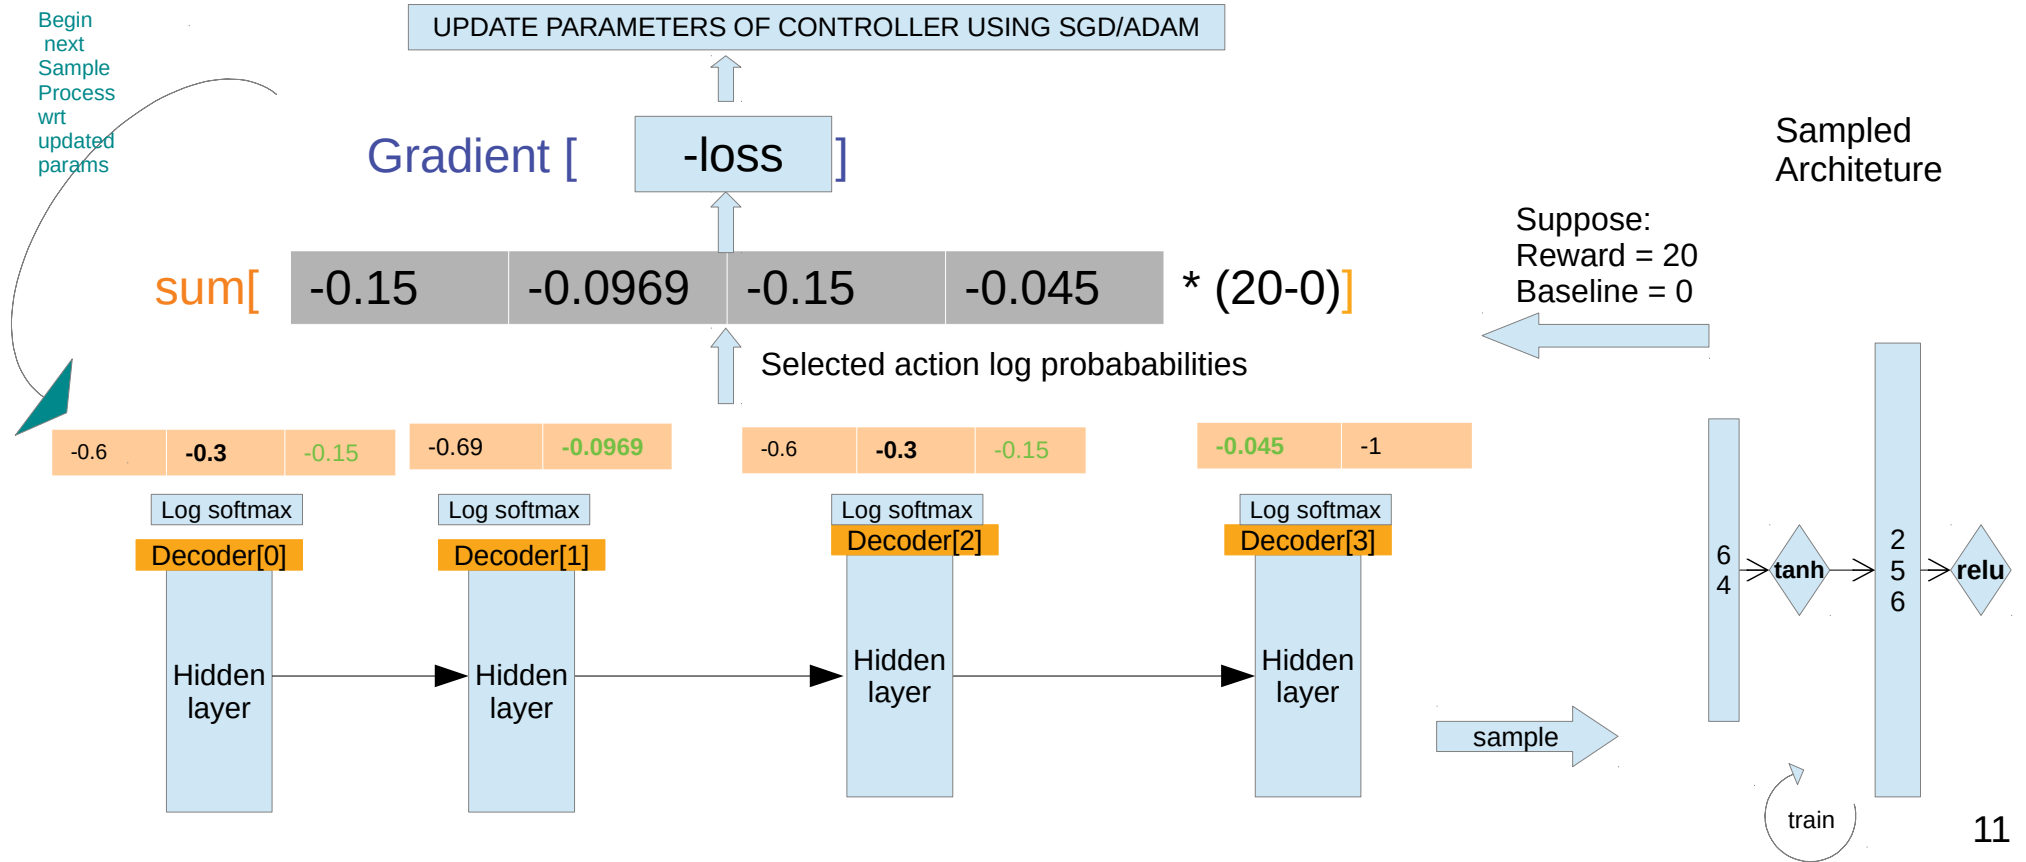 Begin
next
Sample
Process
wrt
updated
params
UPDATE PARAMETERS OF CONTROLLER USING SGD/ADAM
Gradient [ -loss ]
Sampled
Architeture
Suppose:
Reward = 20
Baseline = 0
sum[ -0.15 -0.0969 -0.15 -0.045 * (20-0)]
Selected action log probababilities
-0.6 -0.3 -0.15 -0.69 -0.0969 -0.6 -0.3 -0.15 -0.045 -1
Log softmax Log softmax Log softmax Log softmax
Decoder[0] Decoder[1] Decoder[2] Decoder[3]
Hidden
layer
Hidden
layer
Hidden
layer
Hidden
layer
sample
6
4
tanh
2
5
6
relu
train
11